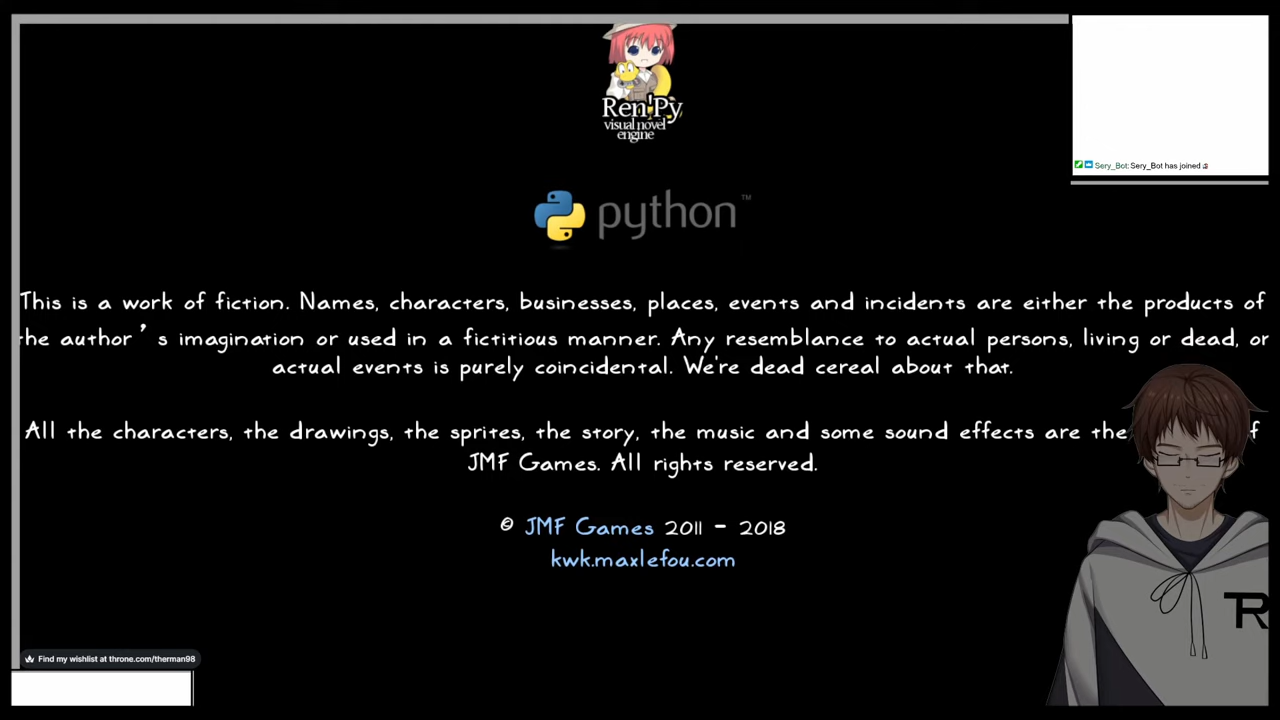 Ren'Py
visual novel
engine
Sery_Bot: Sery_Bot has joined
python™
This is a work of fiction. Names, characters, businesses, places, events and incidents are either the products of
the author's imagination or used in a fictitious manner. Any resemblance to actual persons, living or dead, or
actual events is purely coincidental. We're dead cereal about that.
All the characters, the drawings, the sprites, the story, the music and some sound effects are the
JMF Games. All rights reserved.
© JMF Games 2011 - 2018
kwk.maxlefou.com
TR
Find my wishlist at throne.com/therman98